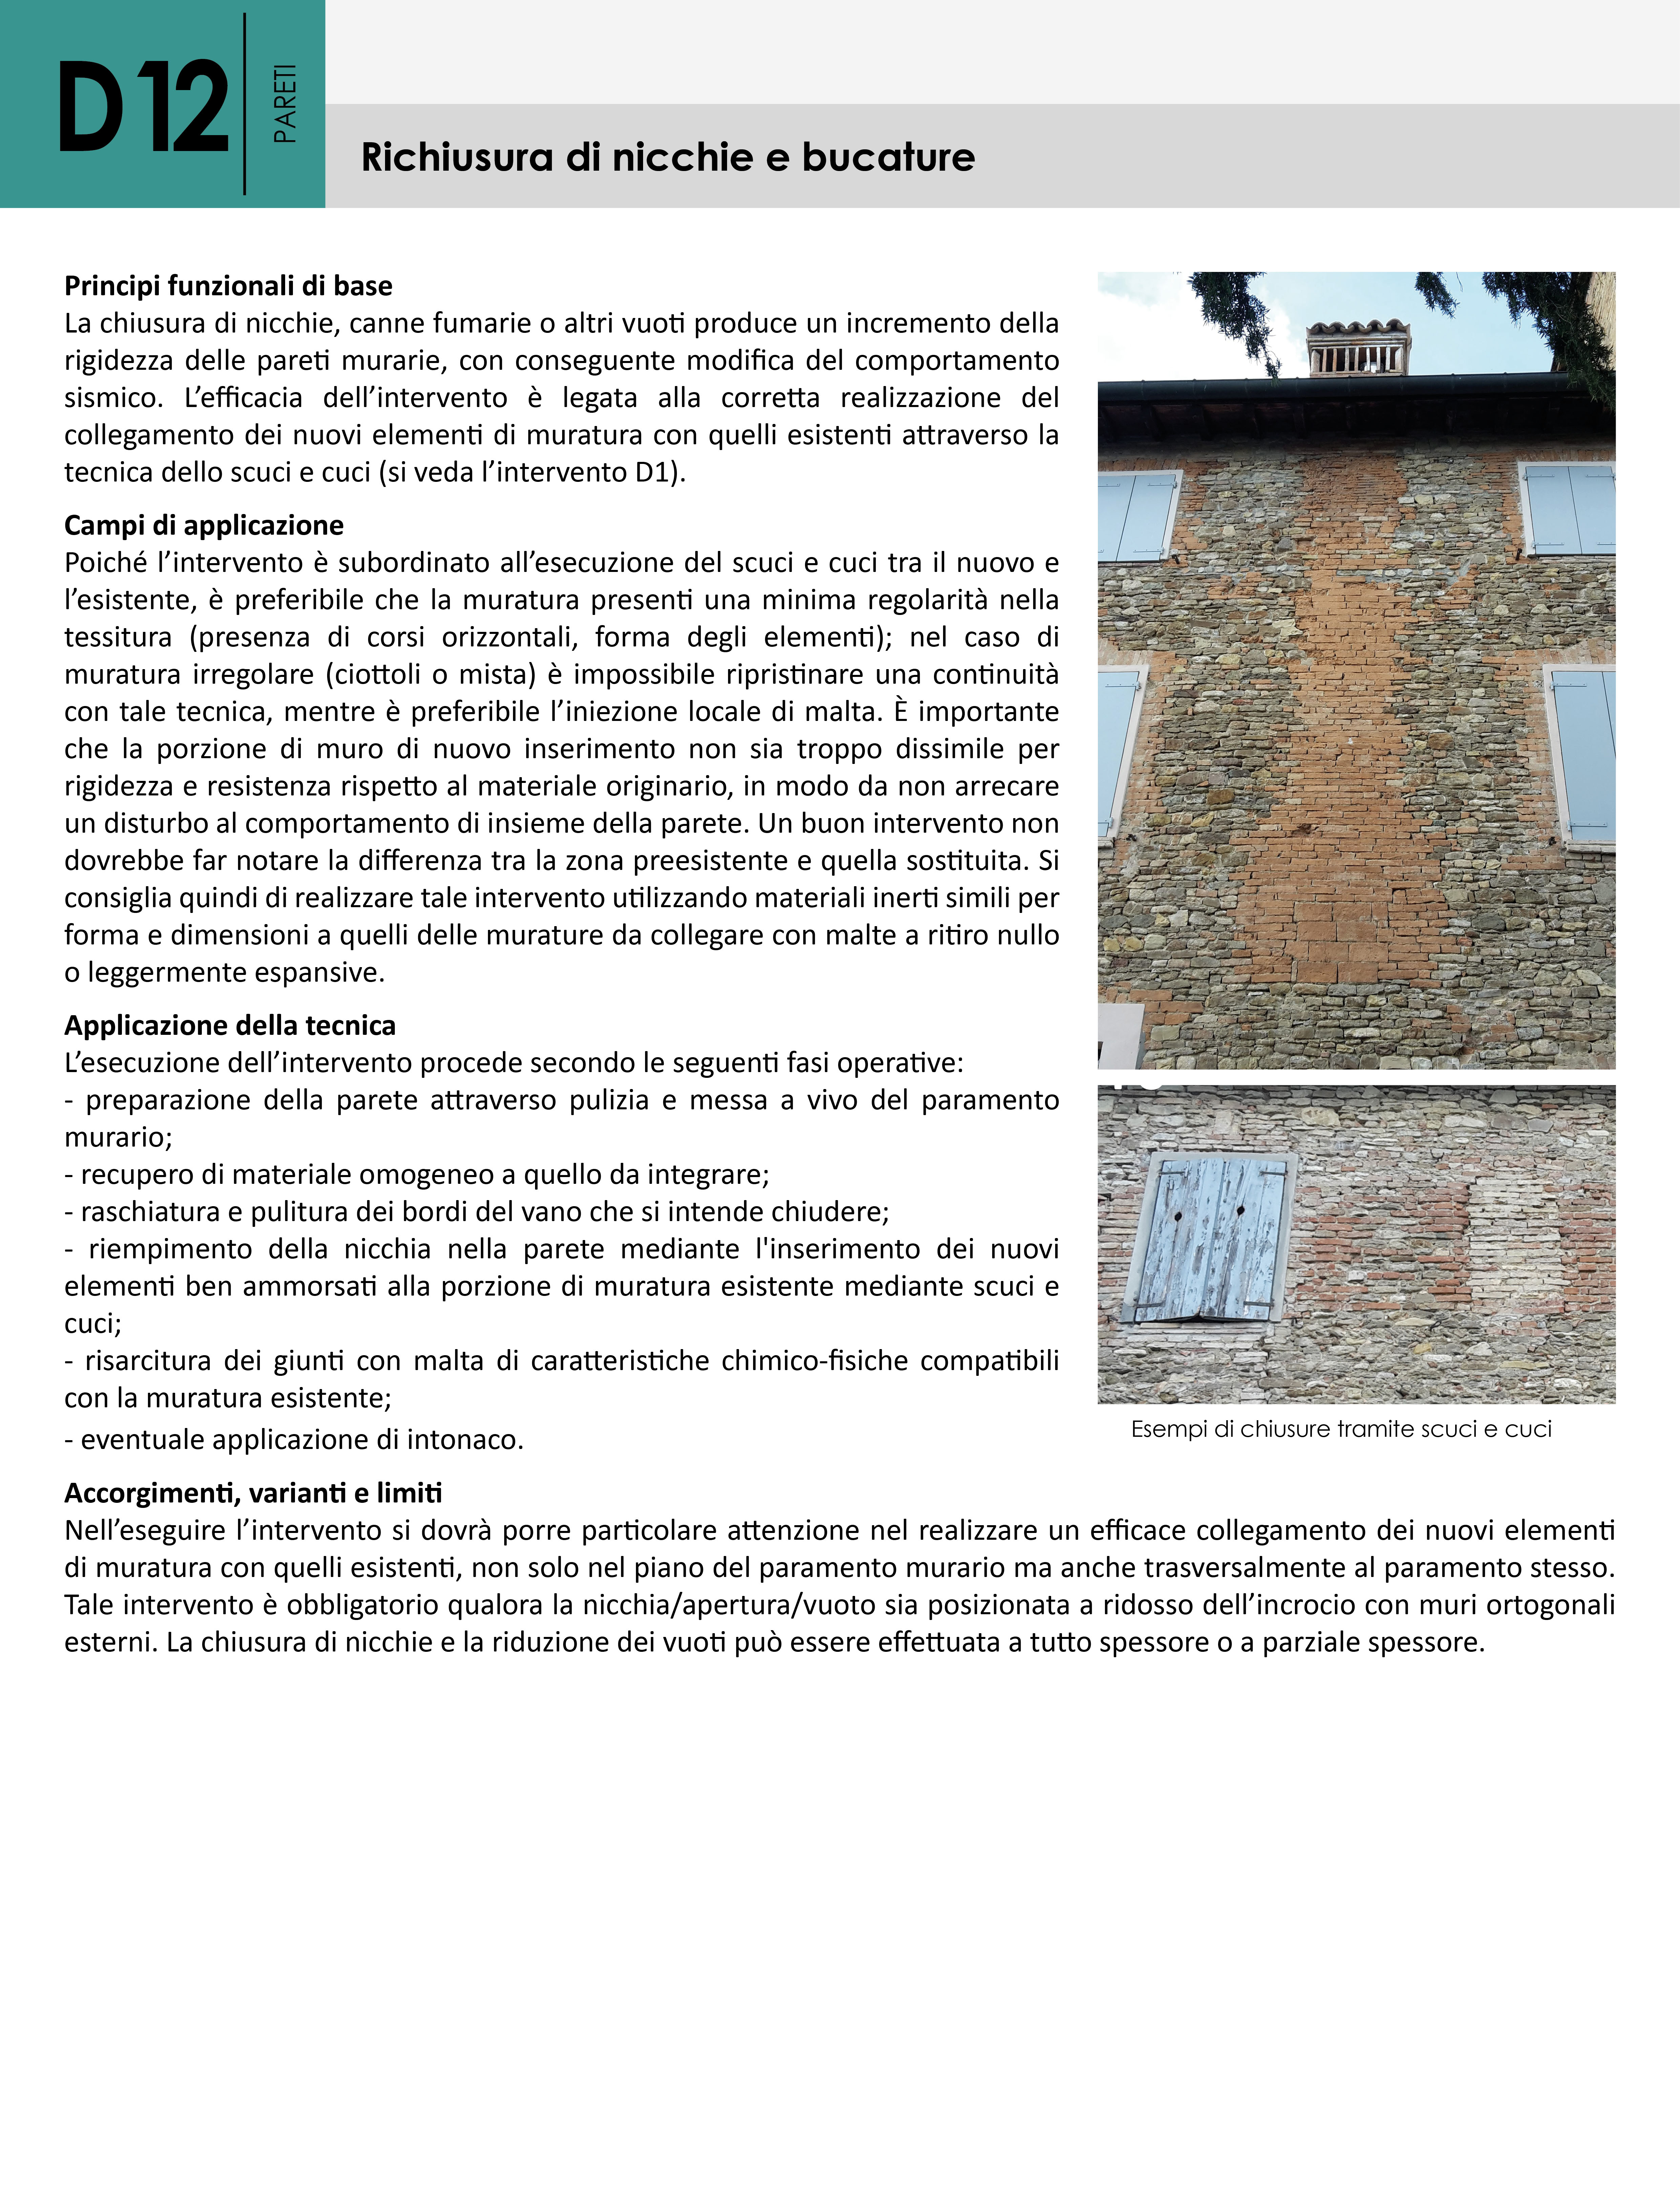 D12
PARETI
Richiusura di nicchie e bucature
Principi funzionali di base
La chiusura di nicchie, canne fumarie o altri vuoti produce un incremento della
rigidezza delle pareti murarie, con conseguente modifica del comportamento
sismico. L’efficacia dell’intervento è legata alla corretta realizzazione del
collegamento dei nuovi elementi di muratura con quelli esistenti attraverso la
tecnica dello scuci e cuci (si veda l’intervento D1).
Campi di applicazione
Poiché l’intervento è subordinato all’esecuzione del scuci e cuci tra il nuovo e
l’esistente, è preferibile che la muratura presenti una minima regolarità nella
tessitura (presenza di corsi orizzontali, forma degli elementi); nel caso di
muratura irregolare (ciottoli o mista) è impossibile ripristinare una continuità
con tale tecnica, mentre è preferibile l’iniezione locale di malta. È importante
che la porzione di muro di nuovo inserimento non sia troppo dissimile per
rigidezza e resistenza rispetto al materiale originario, in modo da non arrecare
un disturbo al comportamento di insieme della parete. Un buon intervento non
dovrebbe far notare la differenza tra la zona preesistente e quella sostituita. Si
consiglia quindi di realizzare tale intervento utilizzando materiali inerti simili per
forma e dimensioni a quelli delle murature da collegare con malte a ritiro nullo
o leggermente espansive.
Applicazione della tecnica
L’esecuzione dell’intervento procede secondo le seguenti fasi operative:
- preparazione della parete attraverso pulizia e messa a vivo del paramento
murario;
- recupero di materiale omogeneo a quello da integrare;
- raschiatura e pulitura dei bordi del vano che si intende chiudere;
- riempimento della nicchia nella parete mediante l'inserimento dei nuovi
elementi ben ammorsati alla porzione di muratura esistente mediante scuci e
cuci;
- risarcitura dei giunti con malta di caratteristiche chimico-fisiche compatibili
con la muratura esistente;
- eventuale applicazione di intonaco.
Esempi di chiusure tramite scuci e cuci
Accorgimenti, varianti e limiti
Nell’eseguire l’intervento si dovrà porre particolare attenzione nel realizzare un efficace collegamento dei nuovi elementi
di muratura con quelli esistenti, non solo nel piano del paramento murario ma anche trasversalmente al paramento stesso.
Tale intervento è obbligatorio qualora la nicchia/apertura/vuoto sia posizionata a ridosso dell’incrocio con muri ortogonali
esterni. La chiusura di nicchie e la riduzione dei vuoti può essere effettuata a tutto spessore o a parziale spessore.